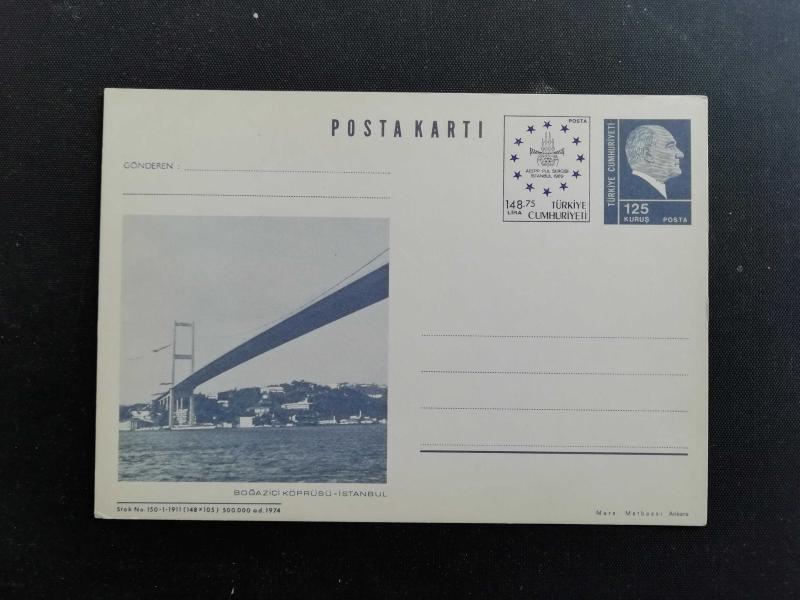 POSTA KARTI
GÖNDEREN :
POSTA
AEEPP PUL SERGİSİ
İSTANBUL 1989
148.75
LİRA
TÜRKİYE
CUMHURİYETİ
TÜRKİYE CUMHURİYETİ
125
KURUŞ POSTA
BOĞAZİÇİ KÖPRÜSÜ-İSTANBUL
Stok No. 150-1-1911 (148×105) 500.000 ad. 1974
Mars Matbaası Ankara